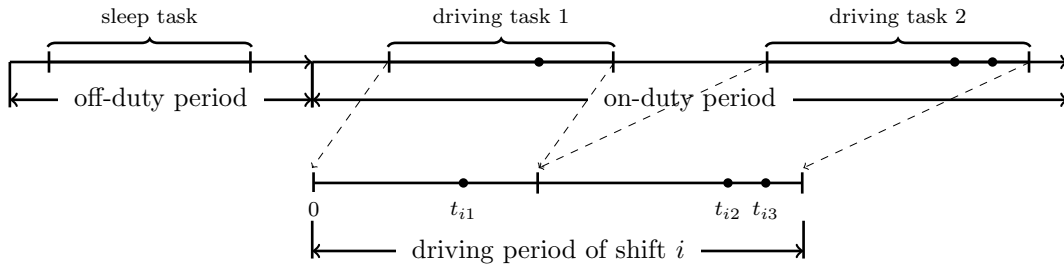 sleep task
driving task 1
driving task 2
off-duty period
on-duty period
0
t_{i1}
t_{i2}
t_{i3}
driving period of shift i